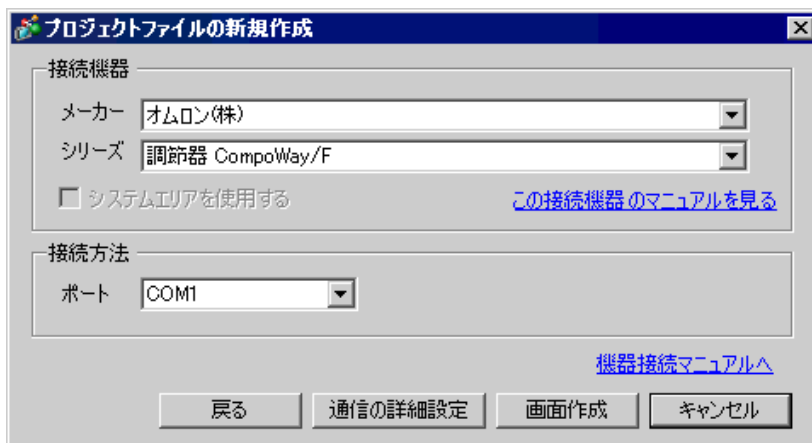 プロジェクトファイルの新規作成
接続機器
メーカー オムロン(株)
シリーズ 調節器 CompoWay/F
システムエリアを使用する この接続機器のマニュアルを見る
接続方法
ポート COM1
機器接続マニュアルへ
戻る 通信の詳細設定 画面作成 キャンセル